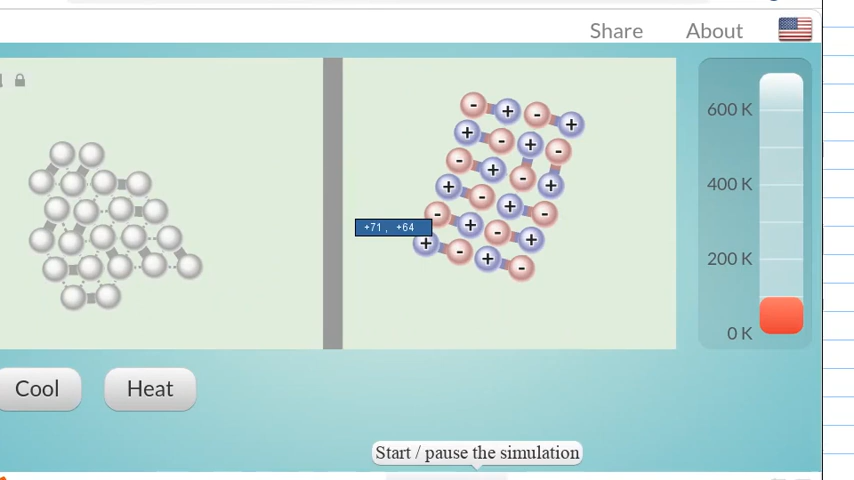 Share About
600 K
400 K
200 K
0 K
- + - +
+ - + -
- + - +
+ - + -
- + - +
+ - + -
+71 , +64
Cool Heat
Start / pause the simulation